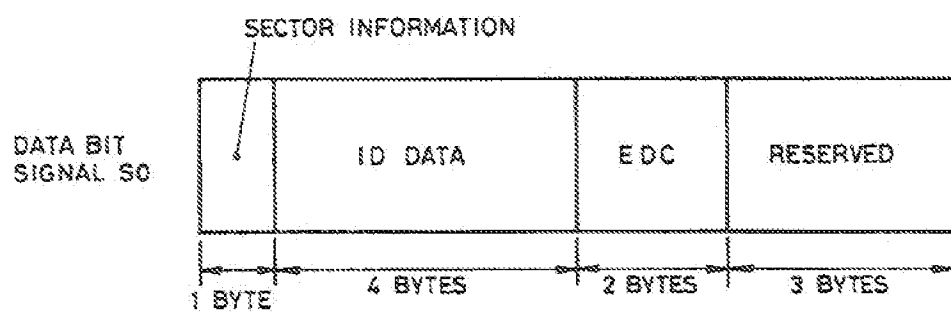 SECTOR INFORMATION
DATA BIT
SIGNAL S0
ID DATA
EDC
RESERVED
1 BYTE
4 BYTES
2 BYTES
3 BYTES